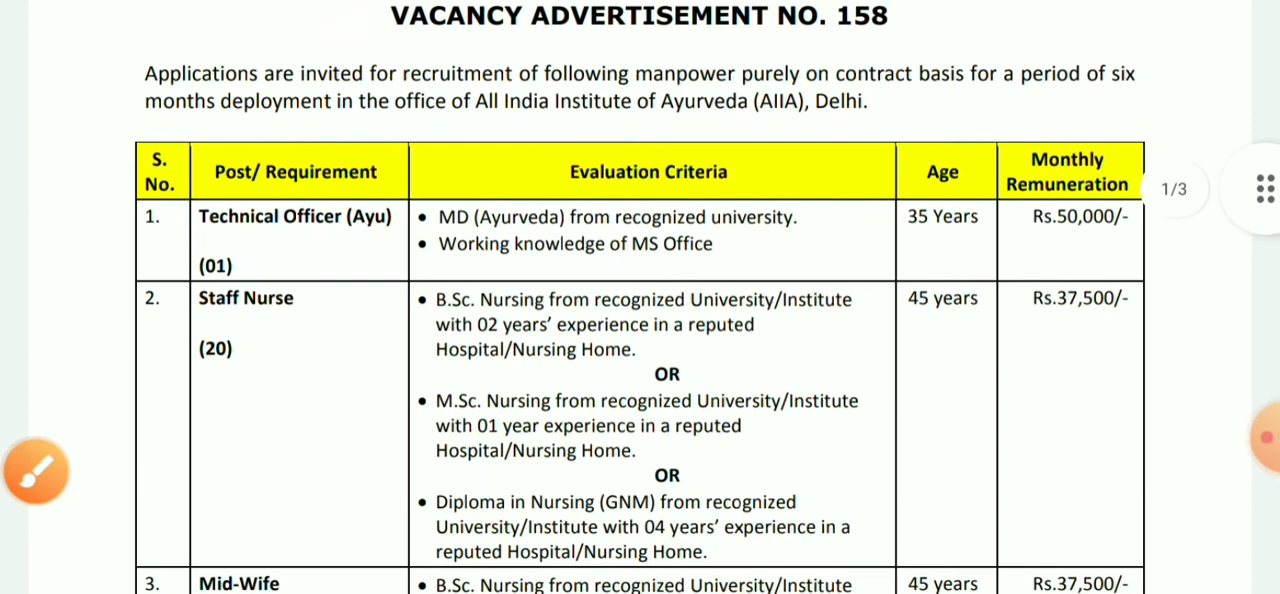 VACANCY ADVERTISEMENT NO. 158
Applications are invited for recruitment of following manpower purely on contract basis for a period of six
months deployment in the office of All India Institute of Ayurveda (AIIA), Delhi.
S. No. Post/ Requirement Evaluation Criteria Age Monthly Remuneration
1/3
1. Technical Officer (Ayu) • MD (Ayurveda) from recognized university. 35 Years Rs.50,000/-
• Working knowledge of MS Office
(01)
2. Staff Nurse • B.Sc. Nursing from recognized University/Institute 45 years Rs.37,500/-
with 02 years’ experience in a reputed
(20) Hospital/Nursing Home.
OR
• M.Sc. Nursing from recognized University/Institute
with 01 year experience in a reputed
Hospital/Nursing Home.
OR
• Diploma in Nursing (GNM) from recognized
University/Institute with 04 years’ experience in a
reputed Hospital/Nursing Home.
3. Mid-Wife • B.Sc. Nursing from recognized University/Institute 45 years Rs.37,500/-